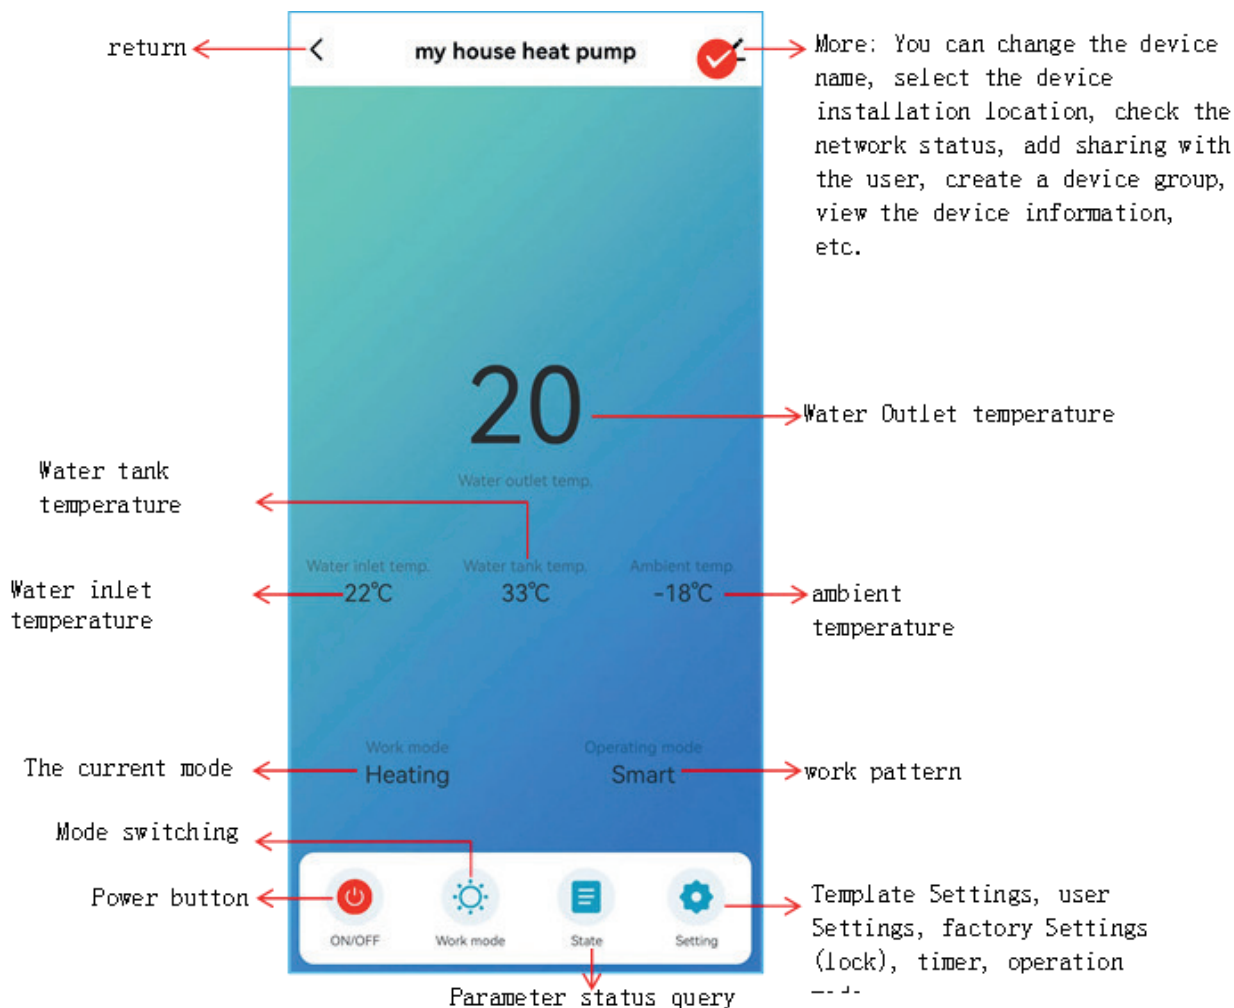 return
my house heat pump
More: You can change the device
name, select the device
installation location, check the
network status, add sharing with
the user, create a device group,
view the device information,
etc.
20
Water Outlet temperature
Water outlet temp.
Water tank
temperature
Water inlet temp.
Water tank temp.
Ambient temp.
22℃
33℃
-18℃
Water inlet
temperature
ambient
temperature
Work mode
Operating mode
The current mode
Heating
Smart
work pattern
Mode switching
Power button
ON/OFF
Work mode
State
Setting
Template Settings, user
Settings, factory Settings
(lock), timer, operation
Parameter status query